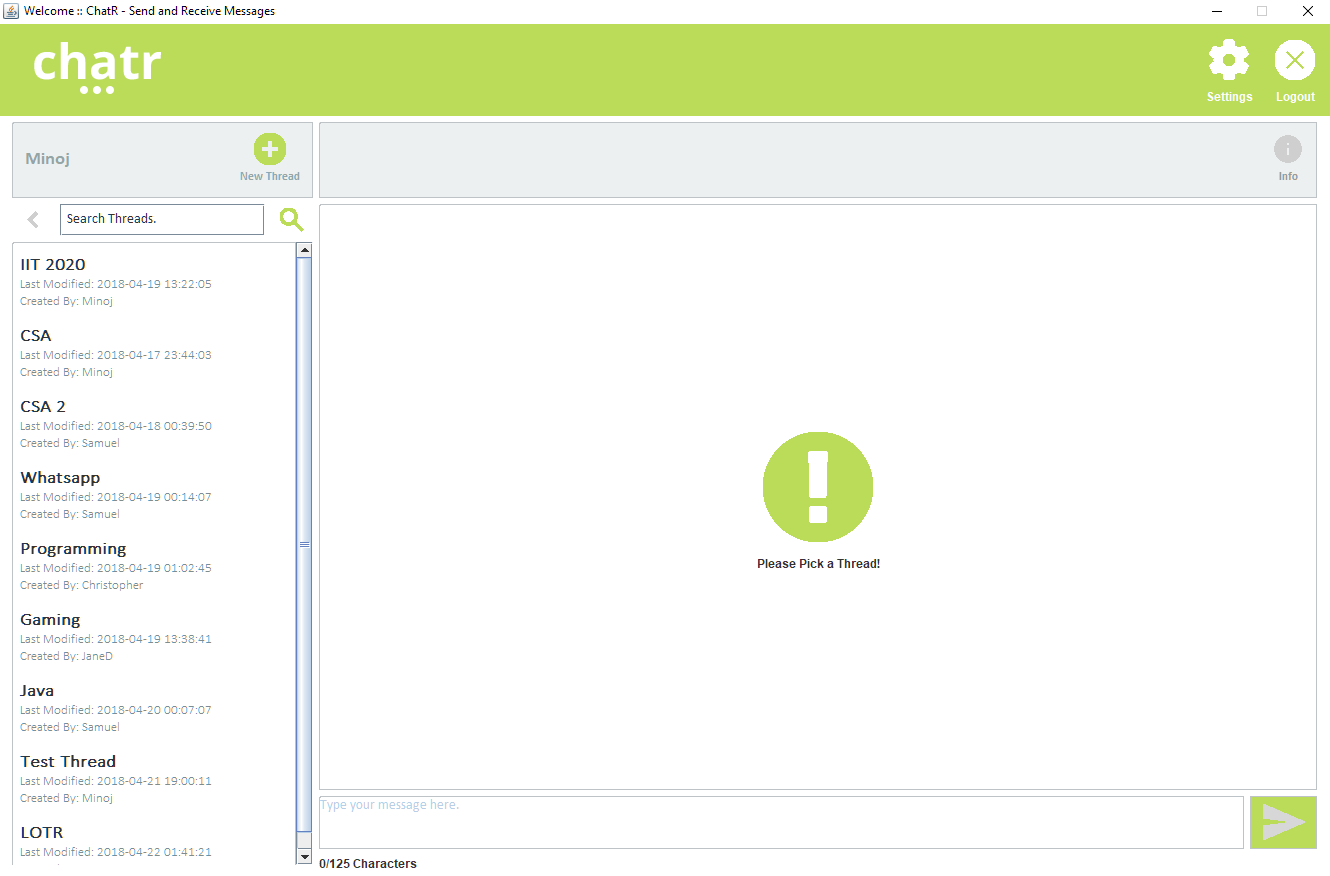 Welcome :: ChatR - Send and Receive Messages
chatr
Settings
Logout
Minoj
New Thread
Info
Search Threads.
IIT 2020
Last Modified: 2018-04-19 13:22:05
Created By: Minoj
CSA
Last Modified: 2018-04-17 23:44:03
Created By: Minoj
CSA 2
Last Modified: 2018-04-18 00:39:50
Created By: Samuel
Whatsapp
Last Modified: 2018-04-19 00:14:07
Created By: Samuel
Programming
Last Modified: 2018-04-19 01:02:45
Created By: Christopher
Gaming
Last Modified: 2018-04-19 13:38:41
Created By: JaneD
Java
Last Modified: 2018-04-20 00:07:07
Created By: Samuel
Test Thread
Last Modified: 2018-04-21 19:00:11
Created By: Minoj
LOTR
Last Modified: 2018-04-22 01:41:21
Please Pick a Thread!
Type your message here.
0/125 Characters